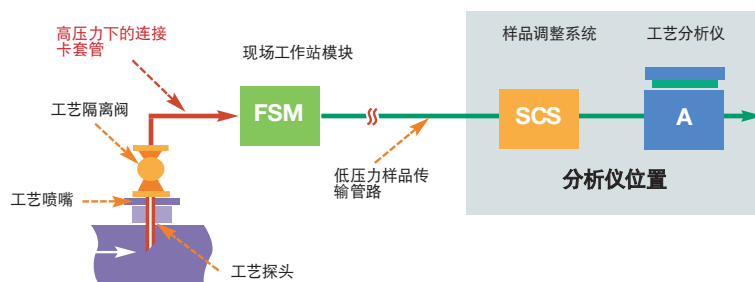 高压力下的连接
卡套管
现场工作站模块
样品调整系统
工艺分析仪
工艺隔离阀
FSM
SCS
A
低压力样品传
输管路
分析仪位置
工艺喷嘴
工艺探头